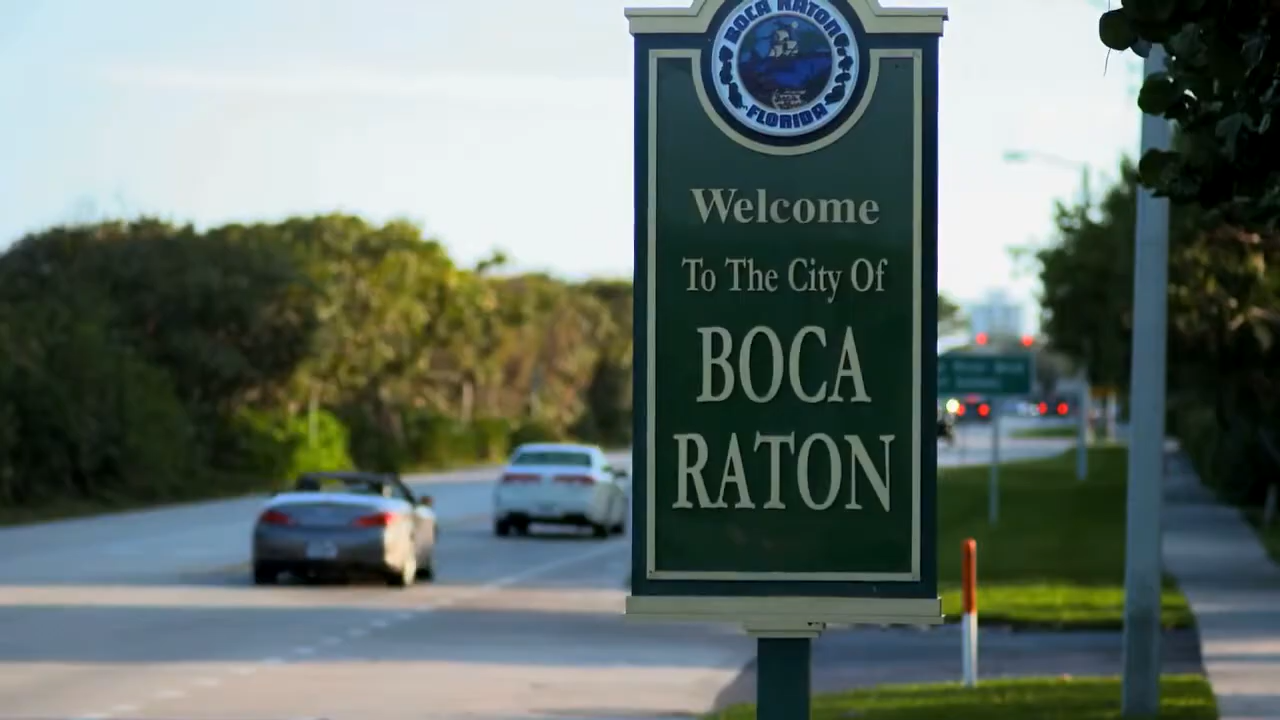 BOCA RATON
FLORIDA
Welcome
To The City Of
BOCA
RATON